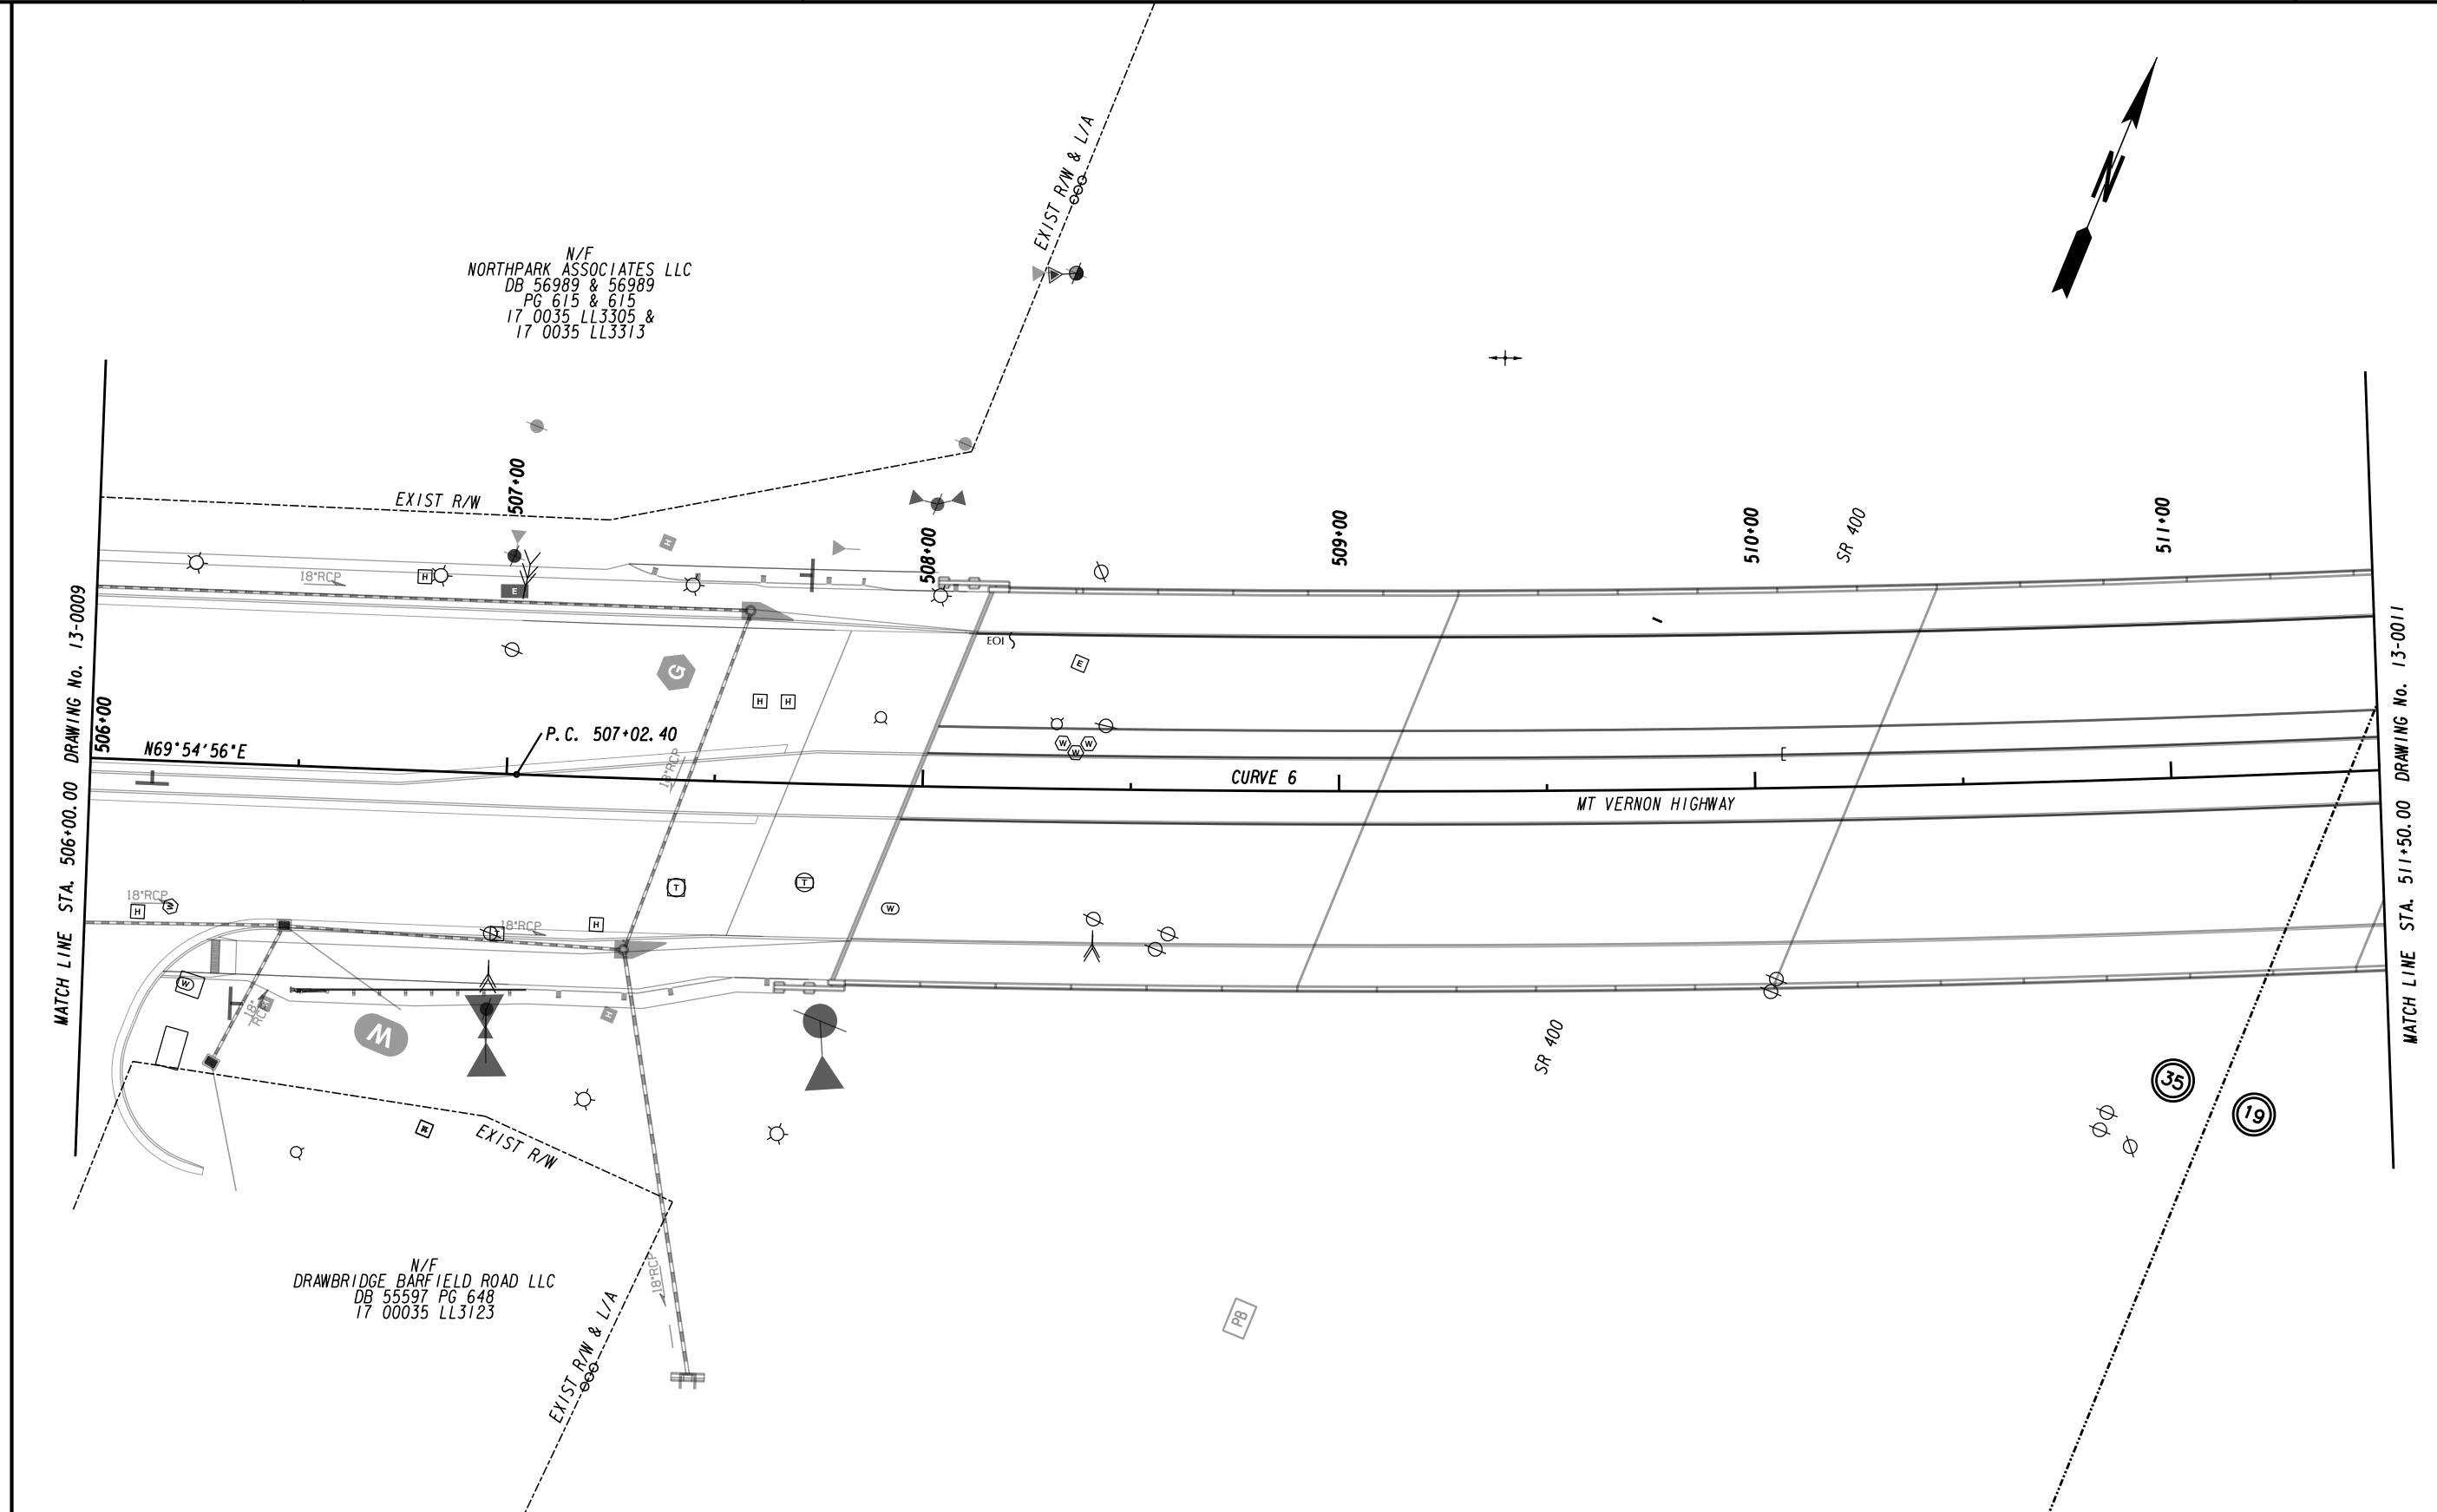 EXIST R/W & L/A
N
N/F
NORTHPARK ASSOCIATES LLC
DB 56989 & 56989
PG 615 & 615
17 0035 LL3305 &
17 0035 LL3313
EXIST R/W
507+00
508+00
509+00
510+00
SR 400
511+00
18"RCP
H
H
E
EOI
E
G
H
H
MATCH LINE STA. 506+00.00 DRAWING No. 13-0009
506+00
N69°54'56"E
P.C. 507+02.40
18"RCP
W
W
W
CURVE 6
MT VERNON HIGHWAY
MATCH LINE STA. 511+50.00 DRAWING No. 13-0011
18"RCP
H
W
18"RCP
H
T
T
W
W
18"
RCP
H
W
H
SR 400
35
19
EXIST R/W
N/F
DRAWBRIDGE BARFIELD ROAD LLC
DB 55597 PG 648
17 00035 LL3123
18"RCP
EXIST R/W & L/A
PB